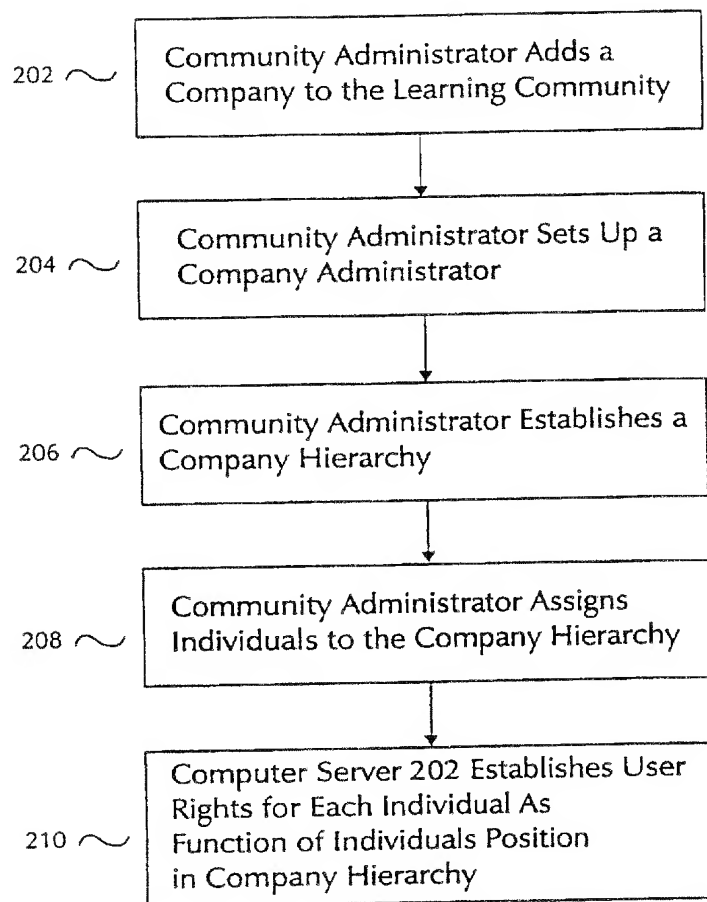 202
Community Administrator Adds a
Company to the Learning Community
204
Community Administrator Sets Up a
Company Administrator
206
Community Administrator Establishes a
Company Hierarchy
208
Community Administrator Assigns
Individuals to the Company Hierarchy
210
Computer Server 202 Establishes User
Rights for Each Individual As
Function of Individuals Position
in Company Hierarchy